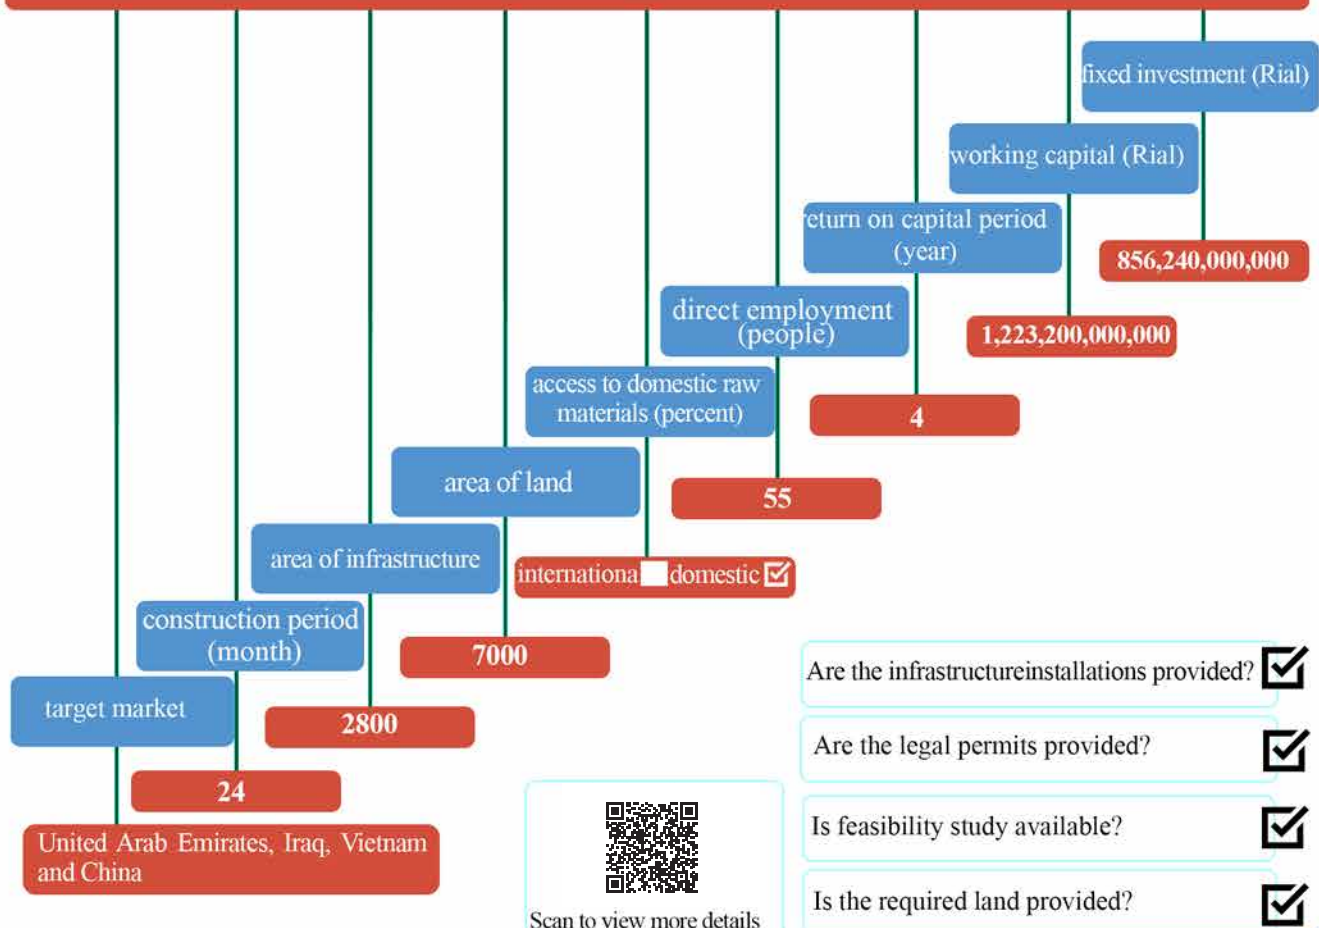 fixed investment (Rial)
working capital (Rial)
eturn on capital period
(year)
856,240,000,000
direct employment
(people)
1,223,200,000,000
access to domestic raw
materials (percent)
4
area of land
55
area of infrastructure
internationa domestic
construction period
(month)
7000
Are the infrastructureinstallations provided?
target market
2800
Are the legal permits provided?
24
United Arab Emirates, Iraq, Vietnam
and China
Is feasibility study available?
Is the required land provided?
Scan to view more details